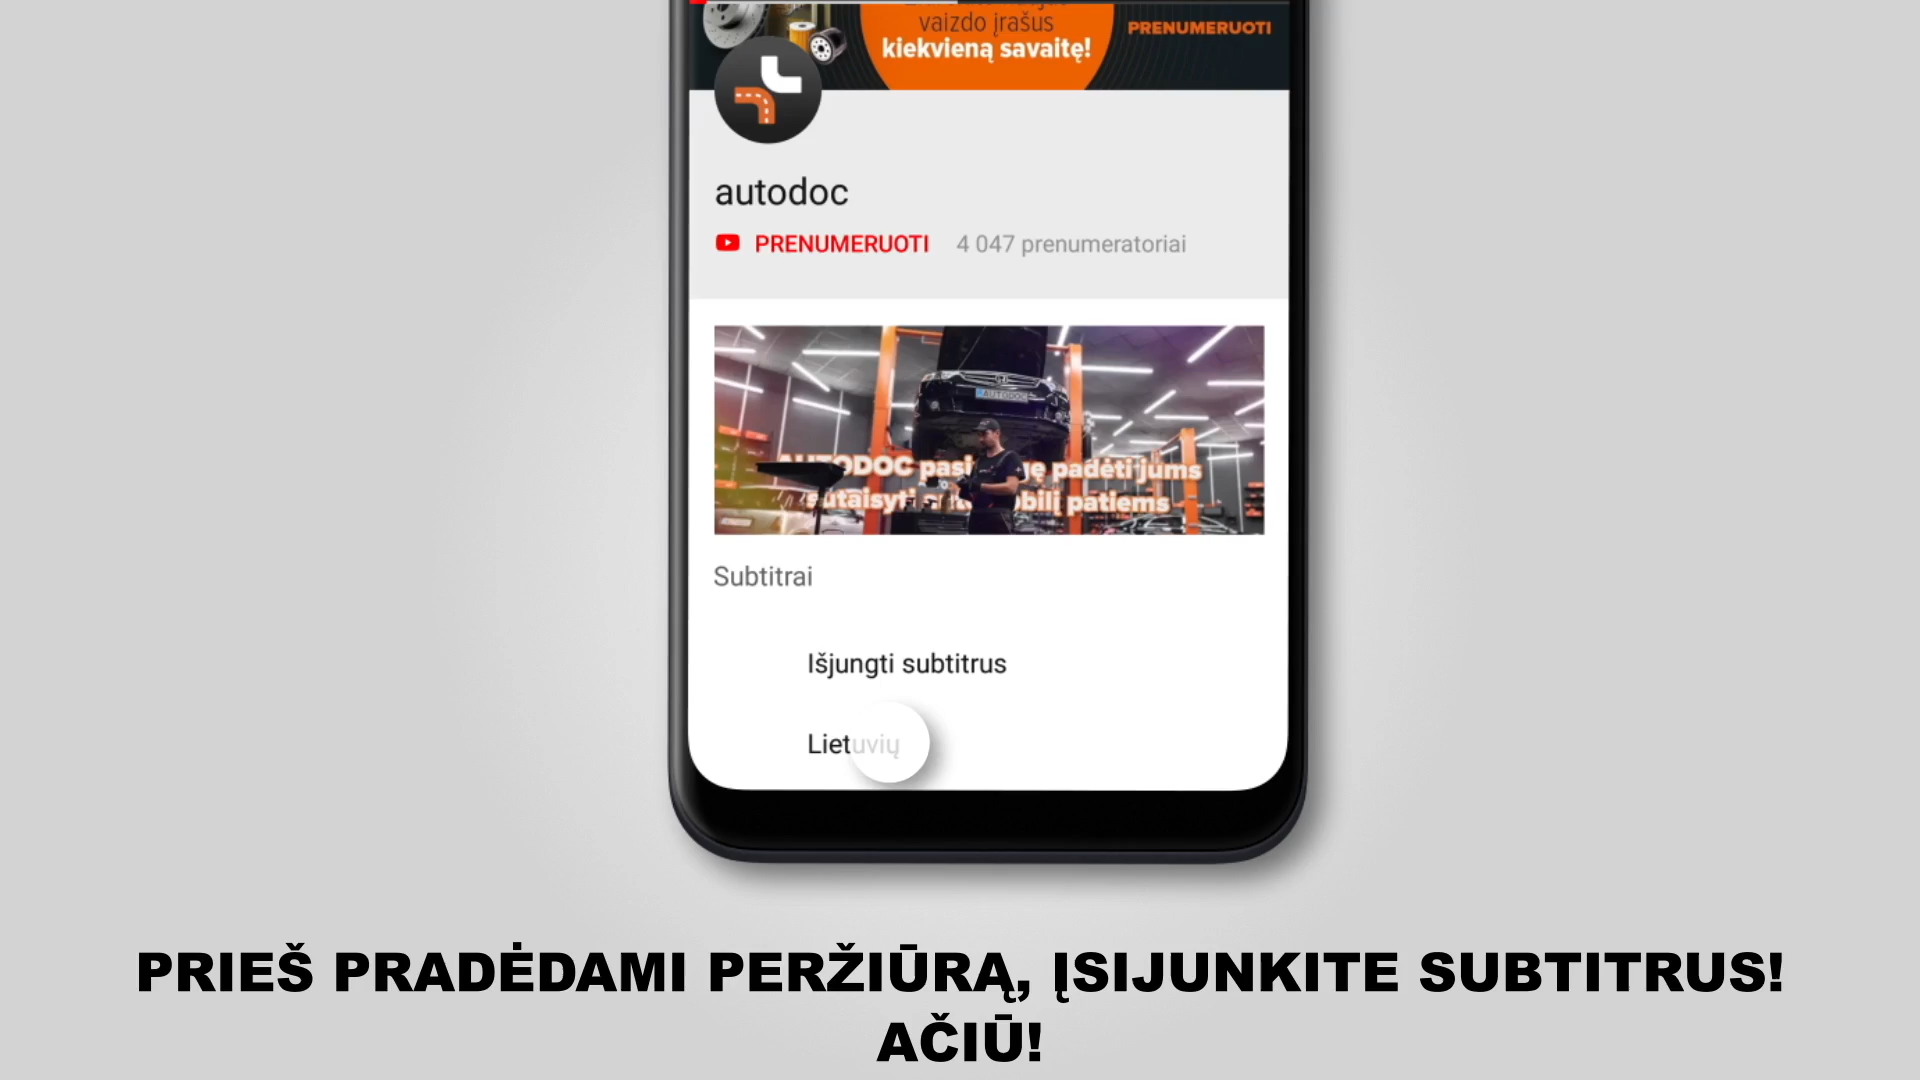 vaizdo įrašus
kiekvieną savaitę!
PRENUMERUOTI
autodoc
PRENUMERUOTI 4 047 prenumeratoriai
AUTODOC
AUTODOC padėti jums
patiems
Subtitrai
Išjungti subtitrus
Lietuvių
PRIEŠ PRADĖDAMI PERŽIŪRĄ, ĮSIJUNKITE SUBTITRUS!
AČIŪ!